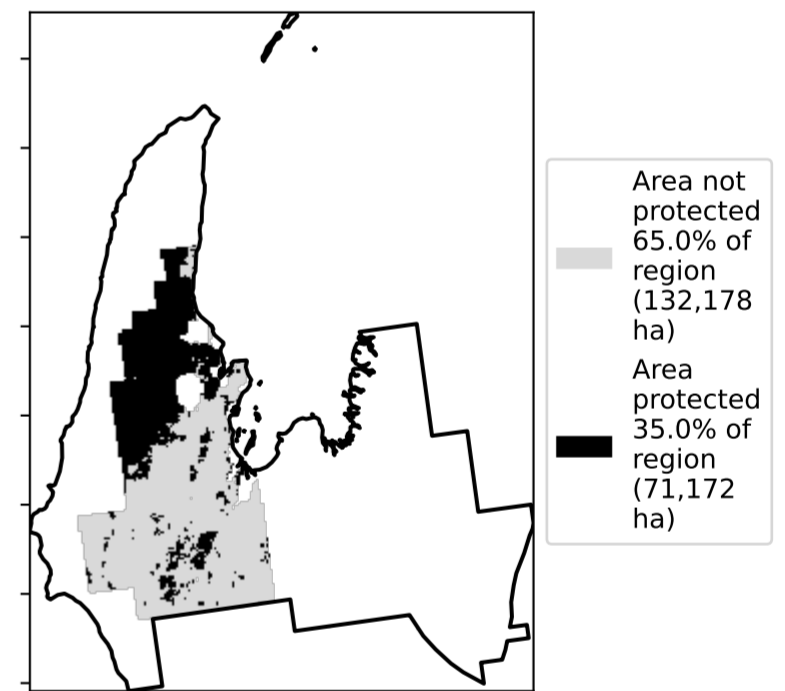 Area not
protected
65.0% of
region
(132,178
ha)
Area
protected
35.0% of
region
(71,172
ha)